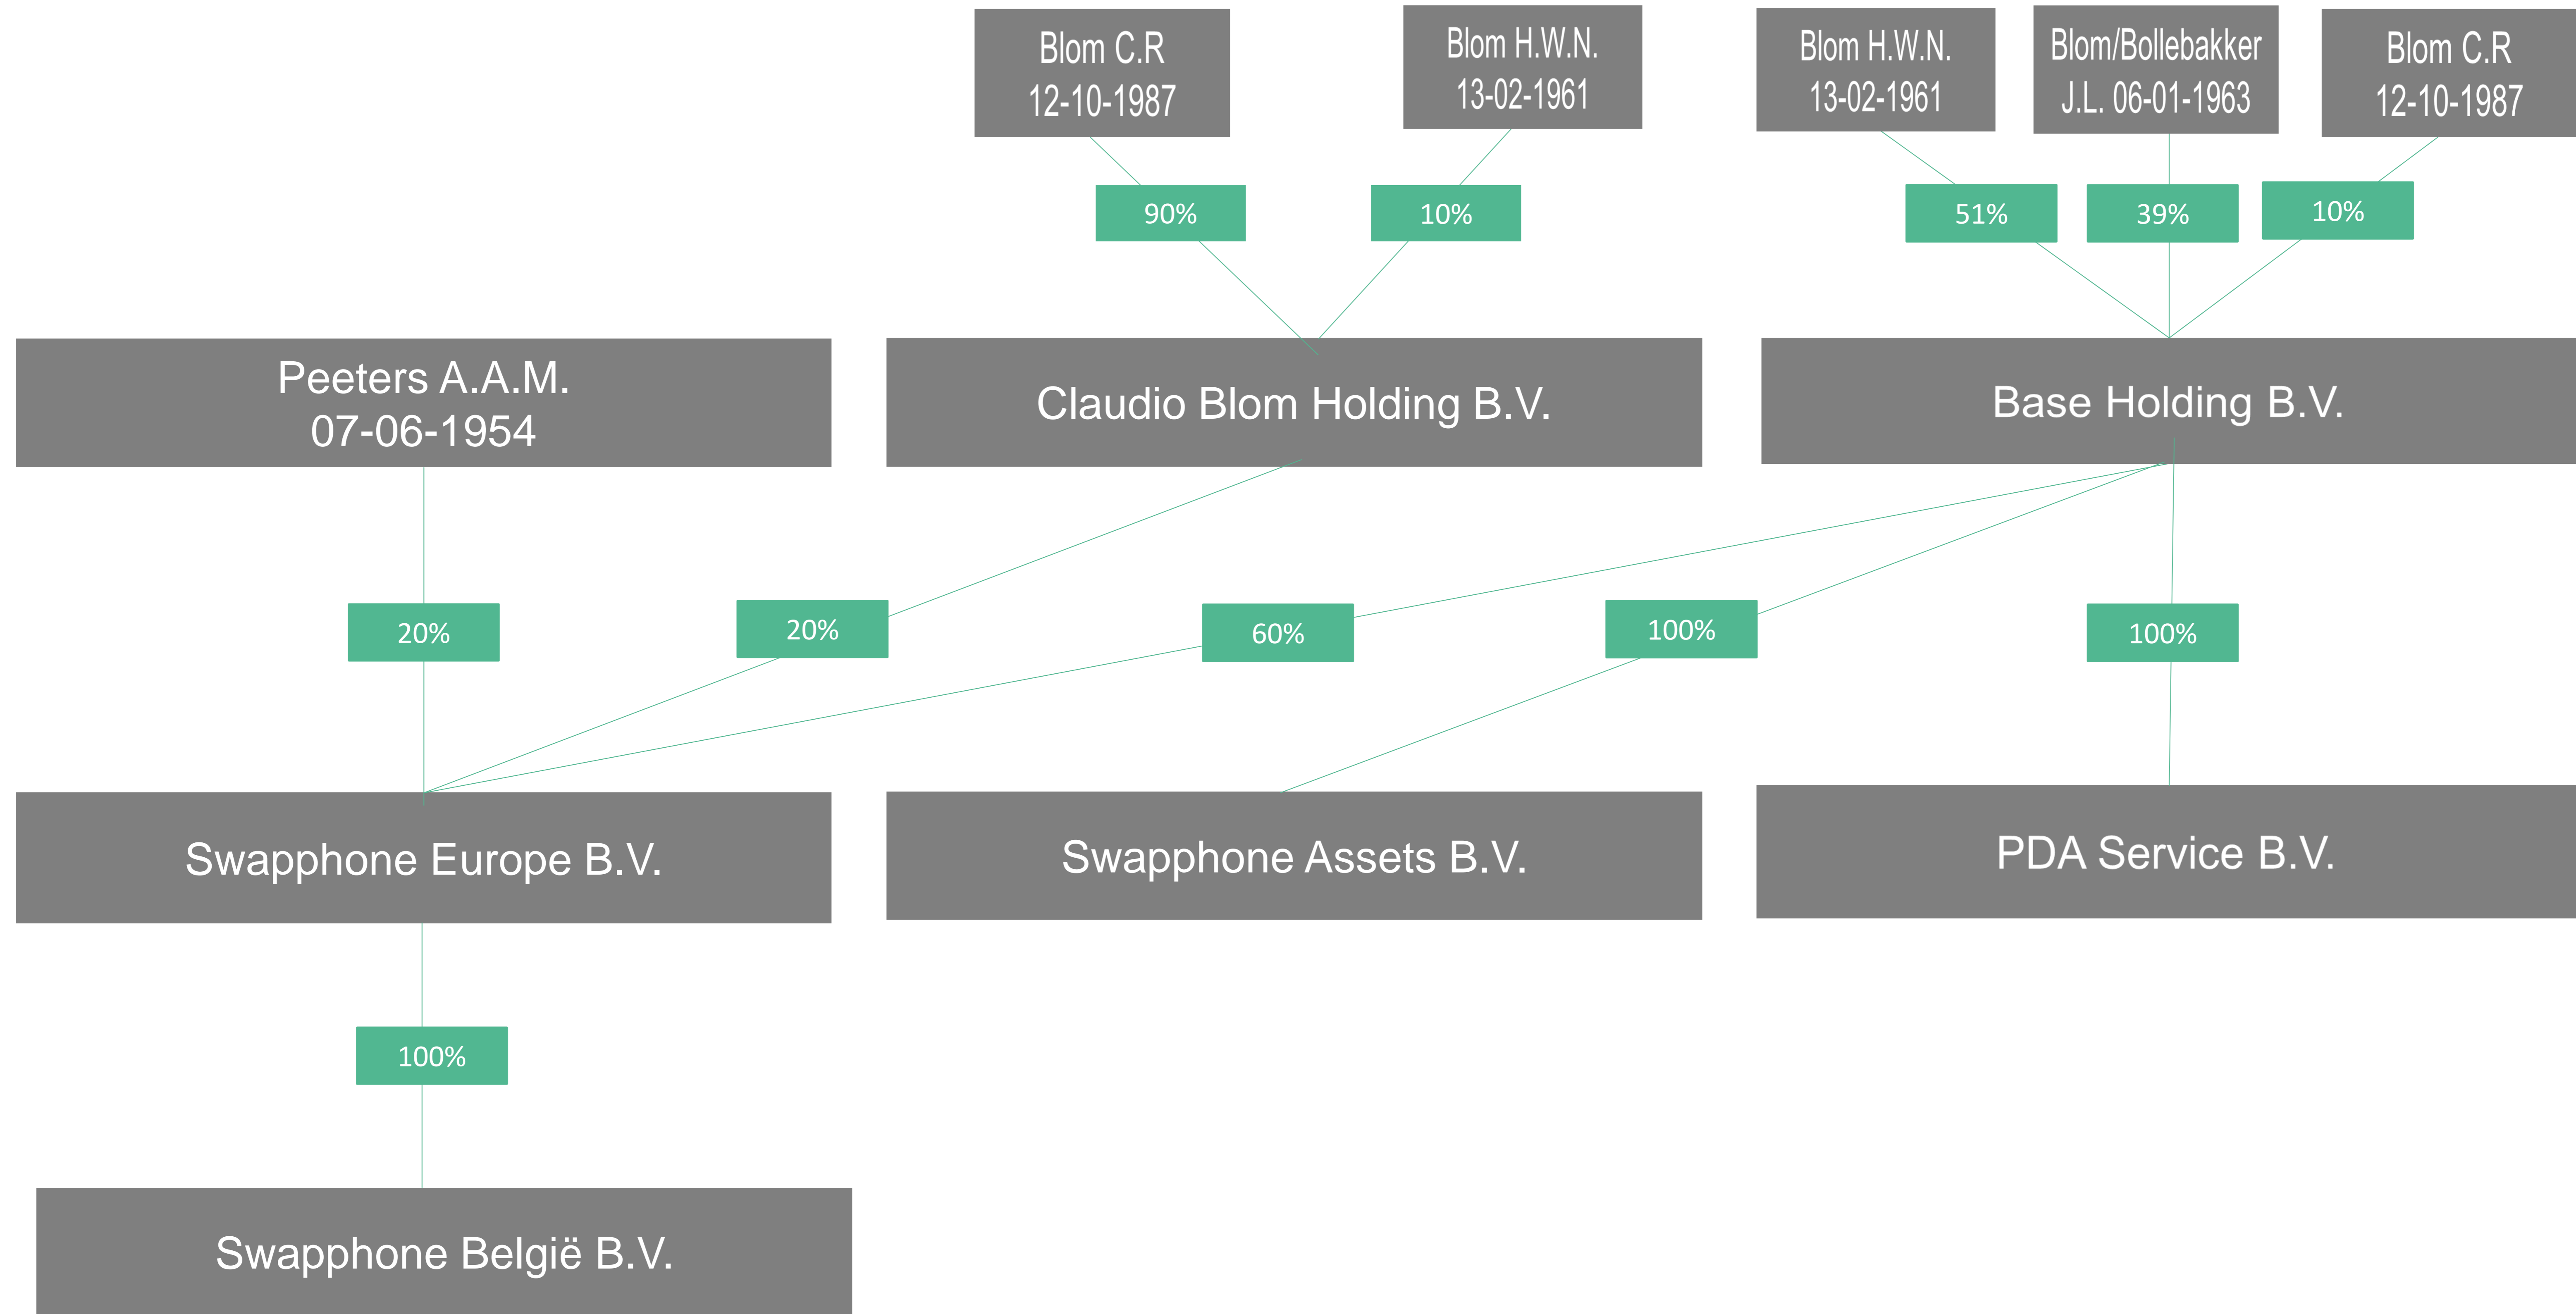 Blom C.R
12-10-1987
Blom H.W.N.
13-02-1961
Blom H.W.N.
13-02-1961
Blom/Bollebakker
J.L. 06-01-1963
Blom C.R
12-10-1987
90%
10%
51%
39%
10%
Peeters A.A.M.
07-06-1954
Claudio Blom Holding B.V.
Base Holding B.V.
20%
20%
60%
100%
100%
Swapphone Europe B.V.
Swapphone Assets B.V.
PDA Service B.V.
100%
Swapphone België B.V.